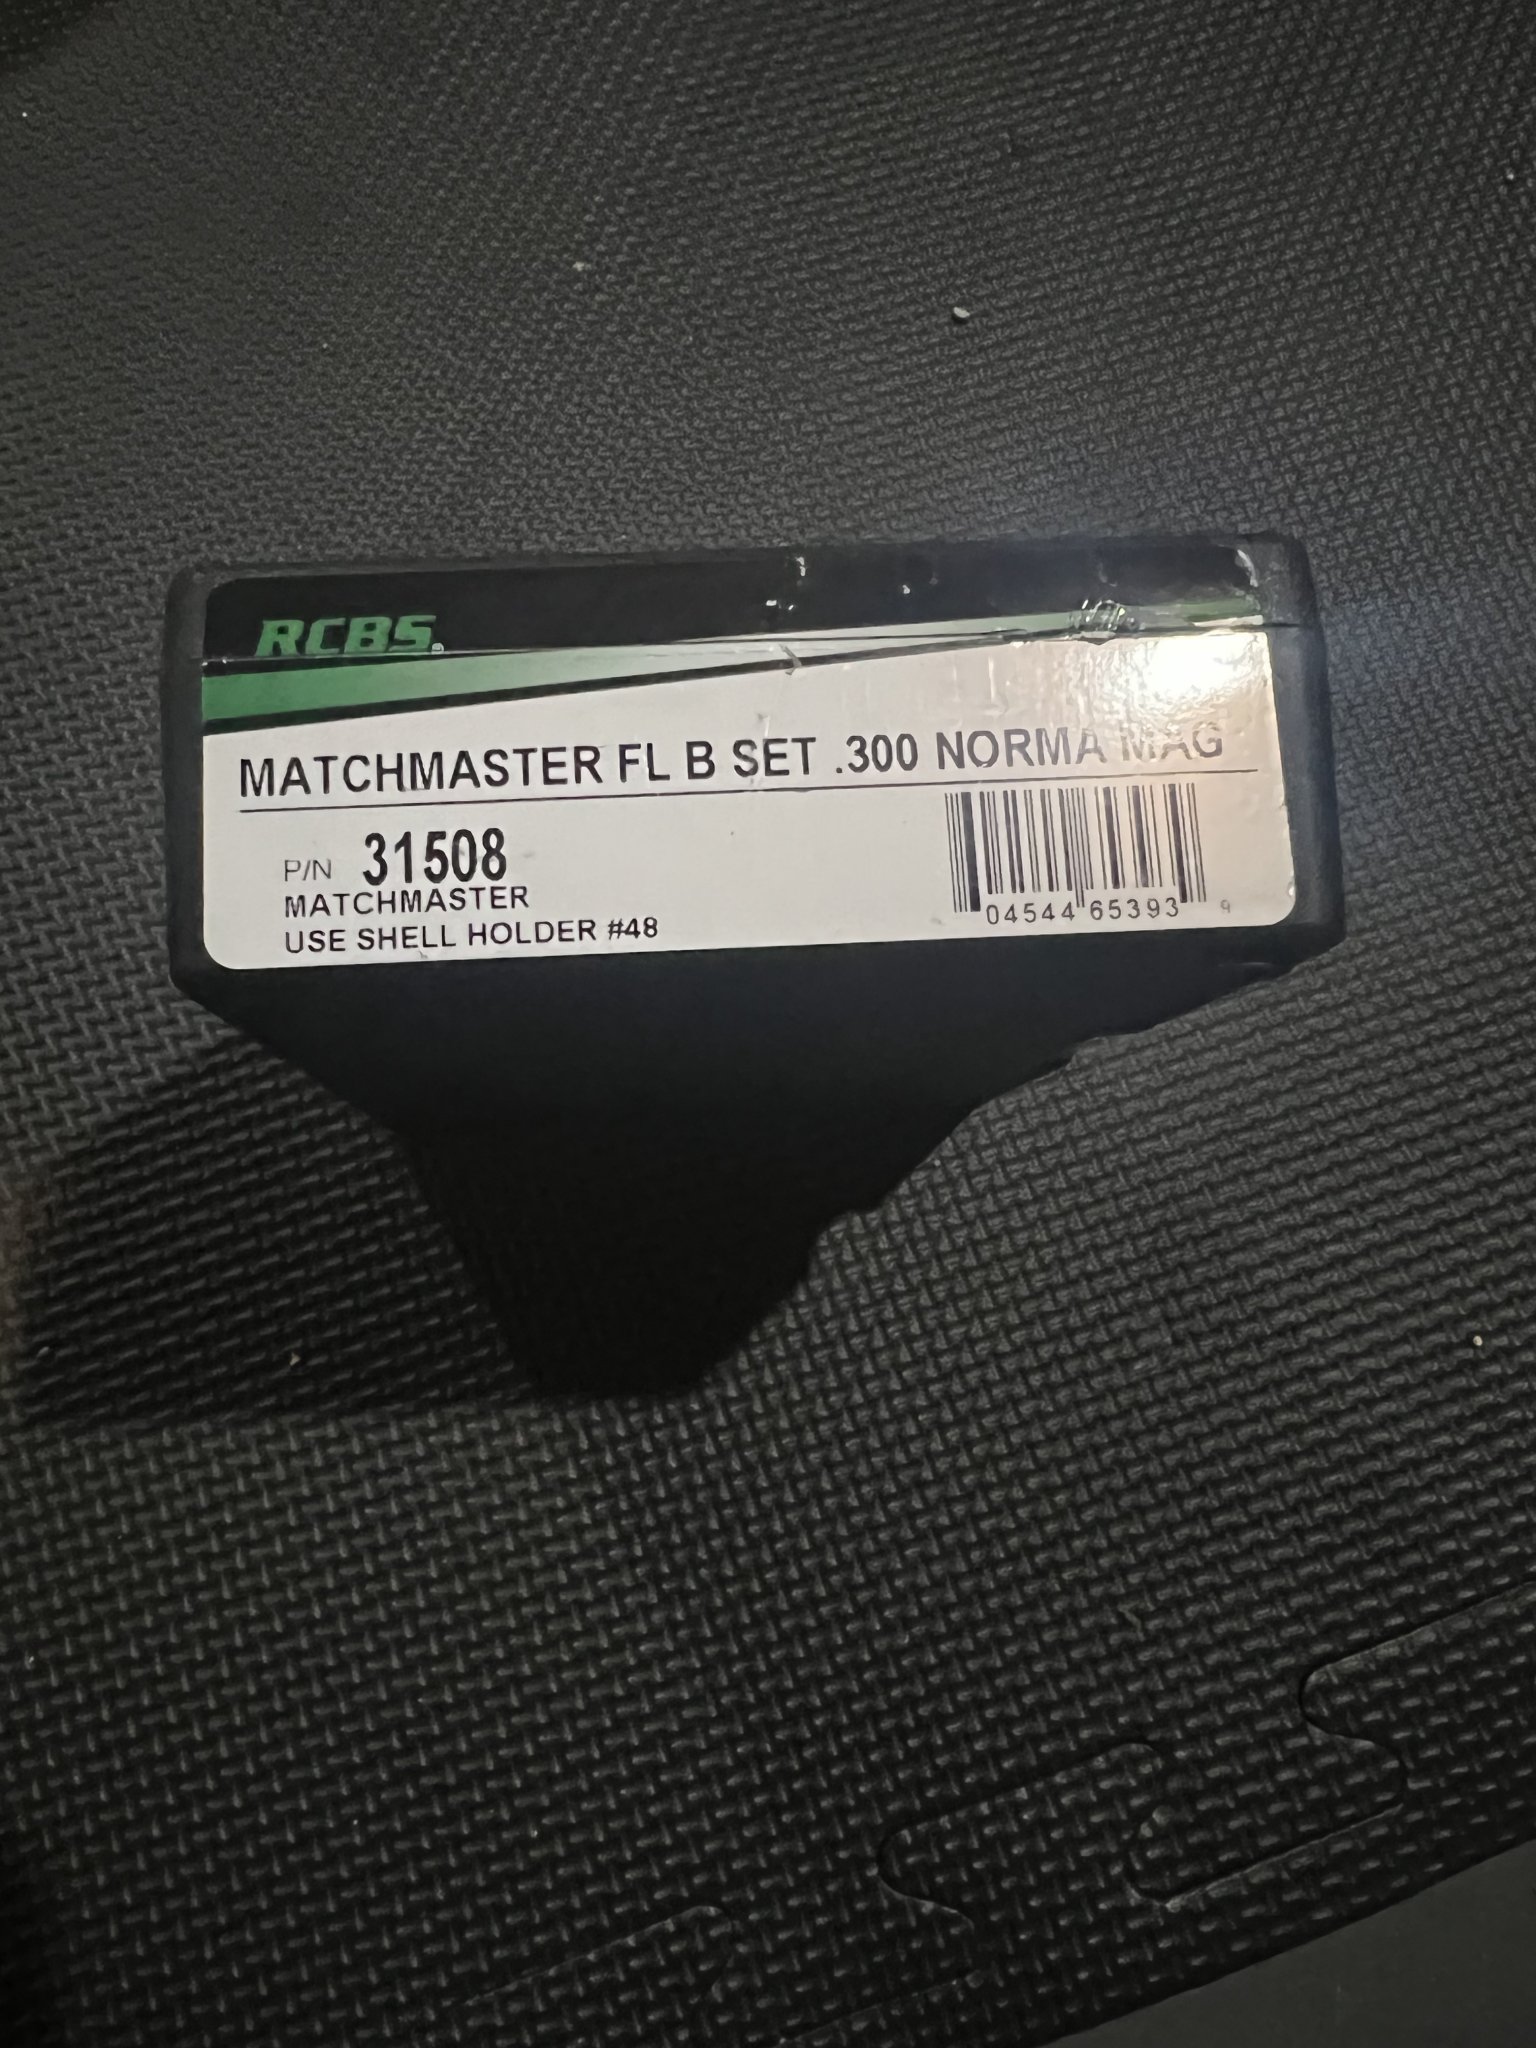 RCBS.
MATCHMASTER FL B SET .300 NORMA MAG
P/N 31508
MATCHMASTER
USE SHELL HOLDER #48
04544 65393 9